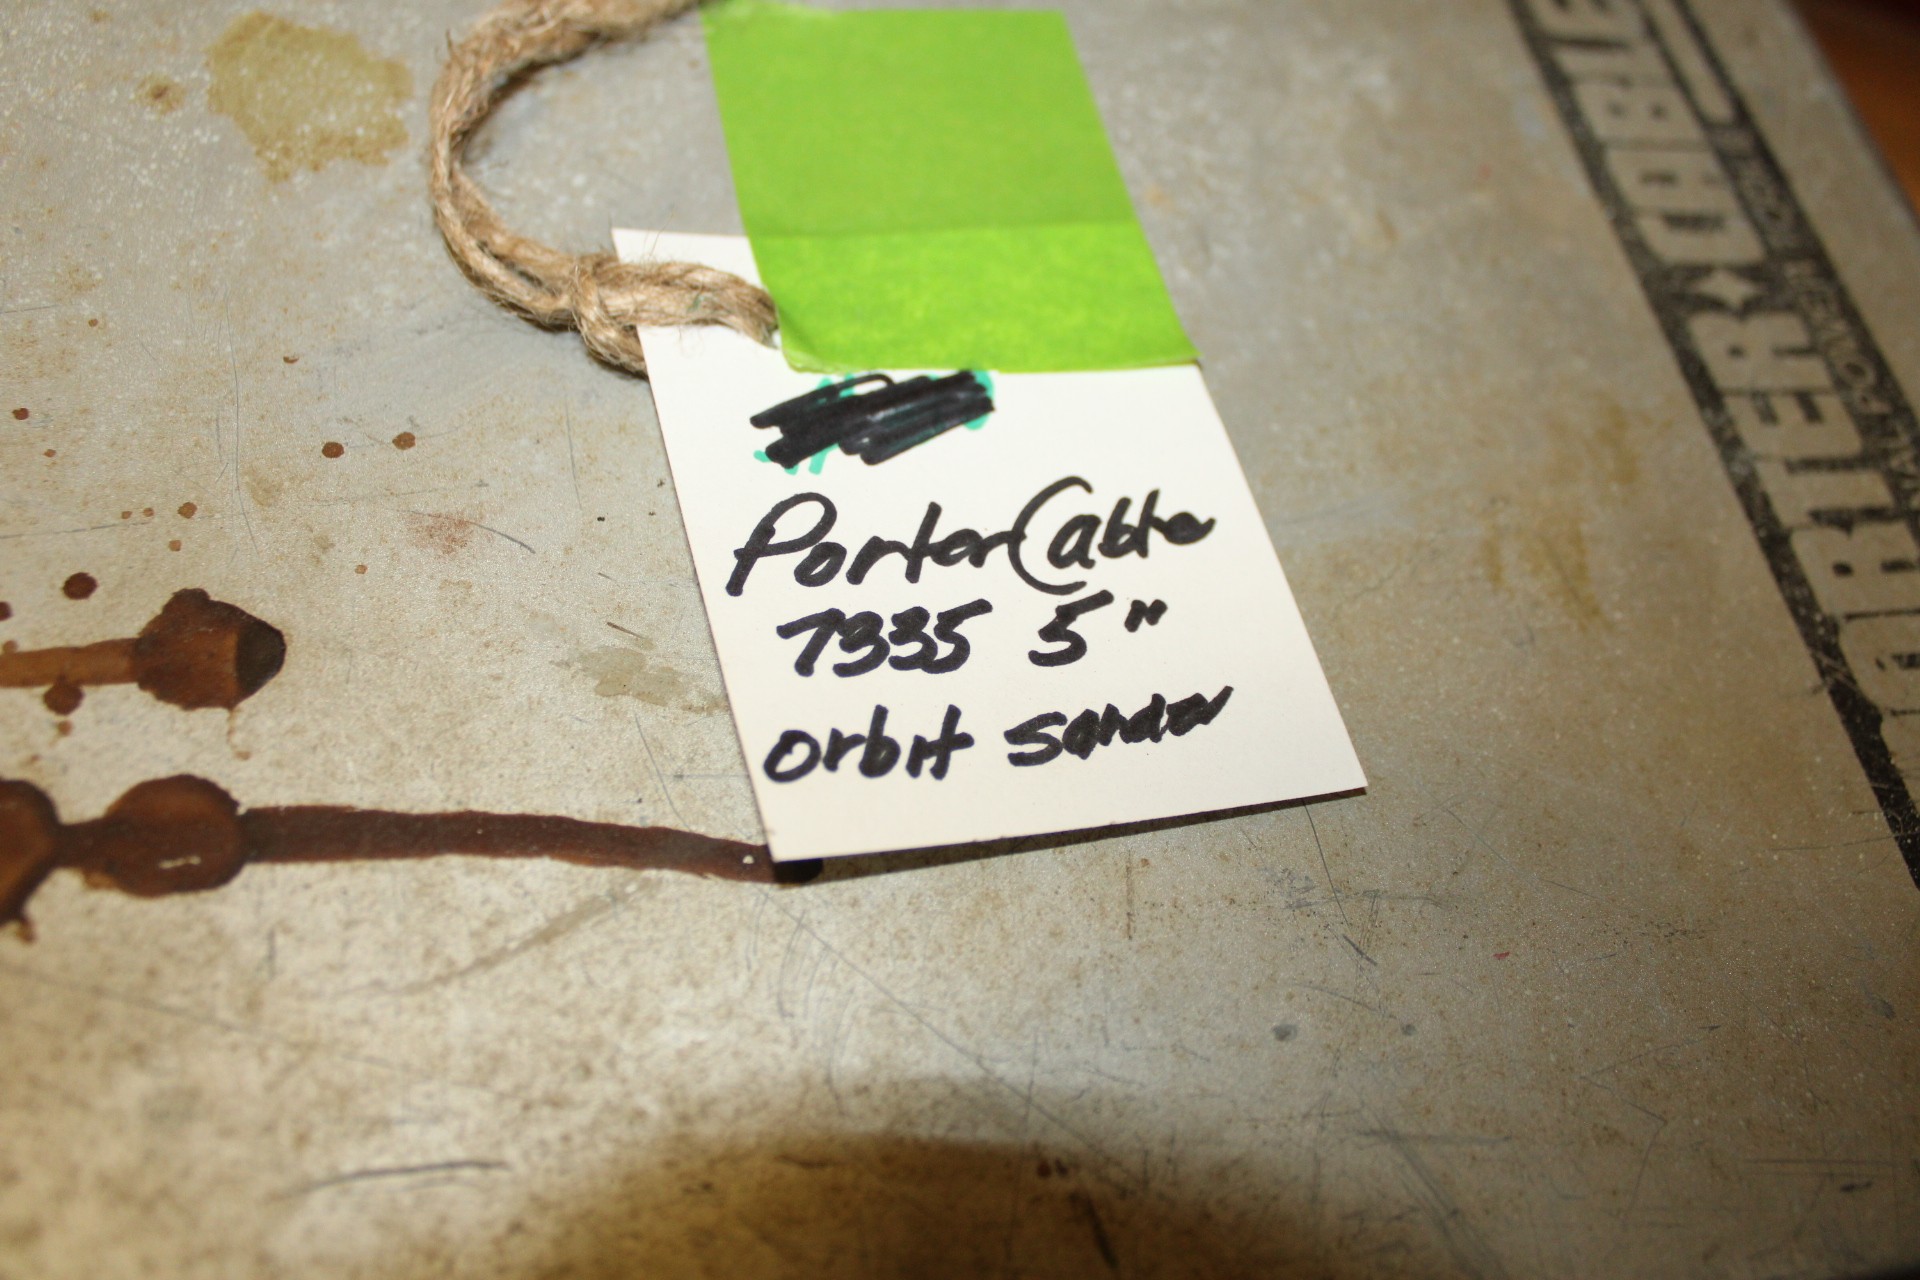 PorterCable
7335 5"
orbit sander
PORTER+CABLE